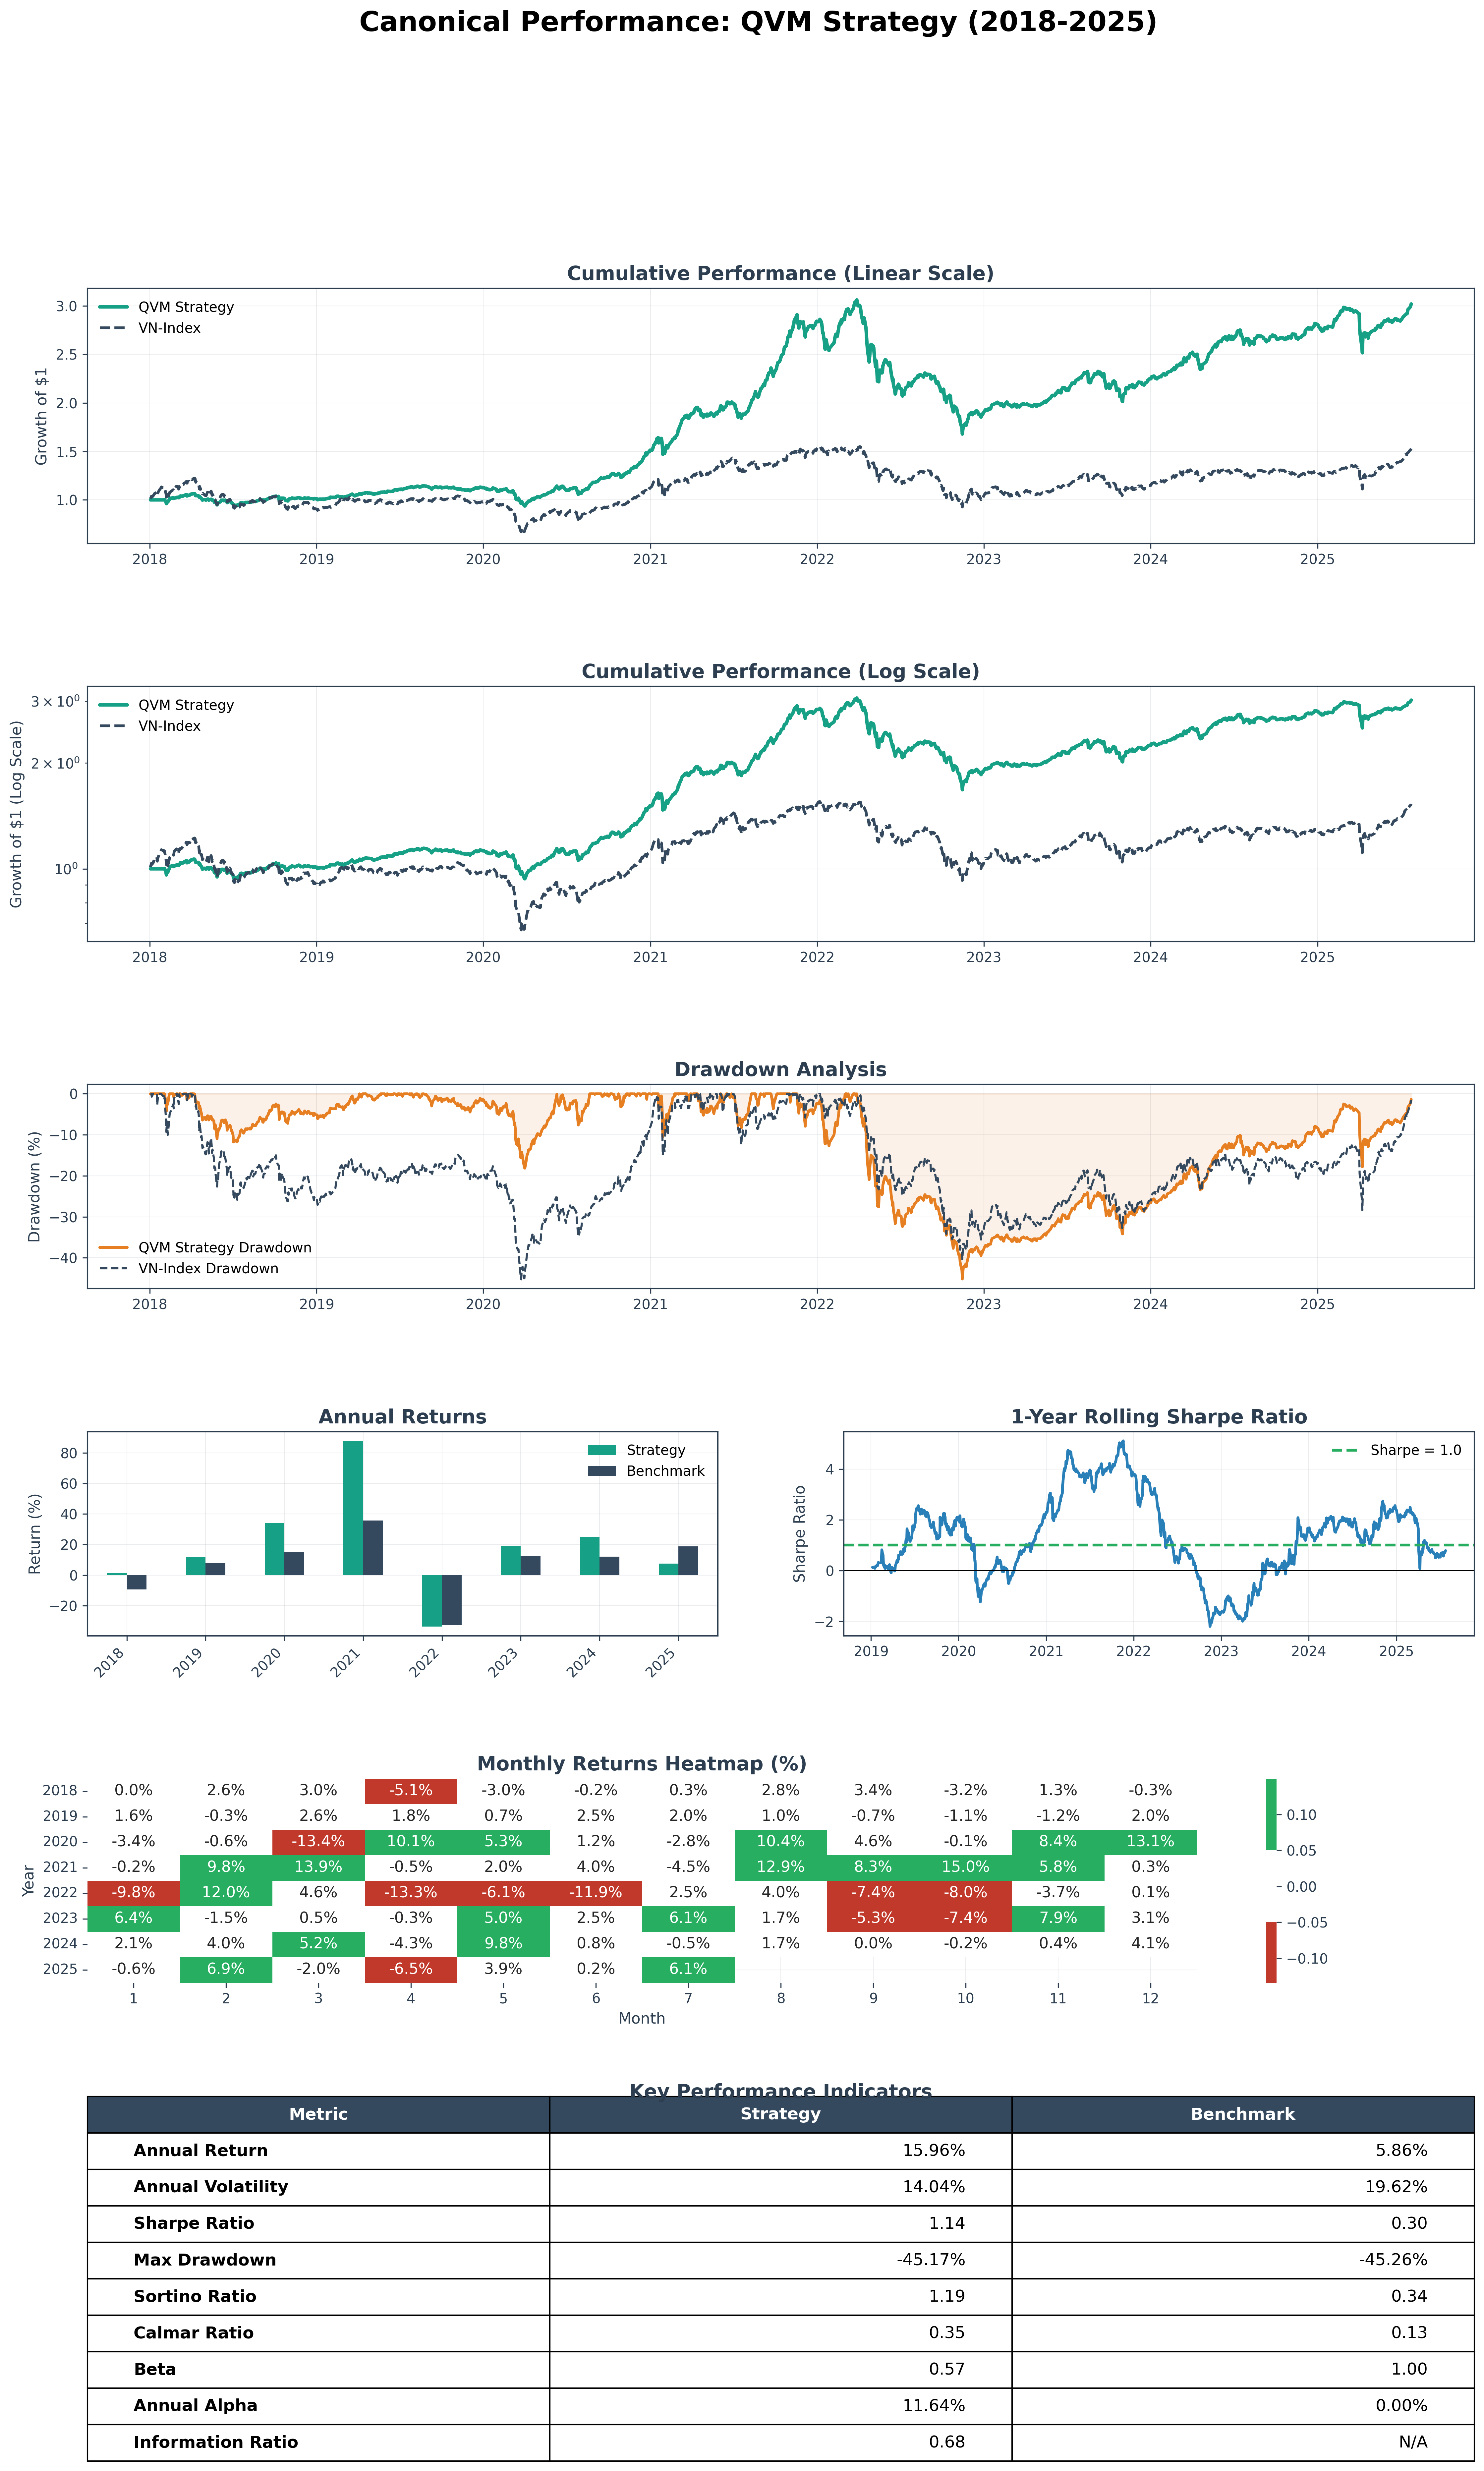 Canonical Performance: QVM Strategy (2018-2025)
Cumulative Performance (Linear Scale)
QVM Strategy
VN-Index
Growth of $1
3.0
2.5
2.0
1.5
1.0
2018 2019 2020 2021 2022 2023 2024 2025
Cumulative Performance (Log Scale)
QVM Strategy
VN-Index
Growth of $1 (Log Scale)
3 × 10⁰
2 × 10⁰
10⁰
2018 2019 2020 2021 2022 2023 2024 2025
Drawdown Analysis
Drawdown (%)
0
−10
−20
−30
−40
QVM Strategy Drawdown
VN-Index Drawdown
2018 2019 2020 2021 2022 2023 2024 2025
Annual Returns
Strategy
Benchmark
Return (%)
80
60
40
20
0
−20
2018 2019 2020 2021 2022 2023 2024 2025
1-Year Rolling Sharpe Ratio
Sharpe = 1.0
Sharpe Ratio
4
2
0
−2
2019 2020 2021 2022 2023 2024 2025
Monthly Returns Heatmap (%)
Year
2018 0.0% 2.6% 3.0% -5.1% -3.0% -0.2% 0.3% 2.8% 3.4% -3.2% 1.3% -0.3%
2019 1.6% -0.3% 2.6% 1.8% 0.7% 2.5% 2.0% 1.0% -0.7% -1.1% -1.2% 2.0%
2020 -3.4% -0.6% -13.4% 10.1% 5.3% 1.2% -2.8% 10.4% 4.6% -0.1% 8.4% 13.1%
2021 -0.2% 9.8% 13.9% -0.5% 2.0% 4.0% -4.5% 12.9% 8.3% 15.0% 5.8% 0.3%
2022 -9.8% 12.0% 4.6% -13.3% -6.1% -11.9% 2.5% 4.0% -7.4% -8.0% -3.7% 0.1%
2023 6.4% -1.5% 0.5% -0.3% 5.0% 2.5% 6.1% 1.7% -5.3% -7.4% 7.9% 3.1%
2024 2.1% 4.0% 5.2% -4.3% 9.8% 0.8% -0.5% 1.7% 0.0% -0.2% 0.4% 4.1%
2025 -0.6% 6.9% -2.0% -6.5% 3.9% 0.2% 6.1%
1 2 3 4 5 6 7 8 9 10 11 12
Month
0.10
0.05
0.00
−0.05
−0.10
Key Performance Indicators
Metric Strategy Benchmark
Annual Return 15.96% 5.86%
Annual Volatility 14.04% 19.62%
Sharpe Ratio 1.14 0.30
Max Drawdown -45.17% -45.26%
Sortino Ratio 1.19 0.34
Calmar Ratio 0.35 0.13
Beta 0.57 1.00
Annual Alpha 11.64% 0.00%
Information Ratio 0.68 N/A